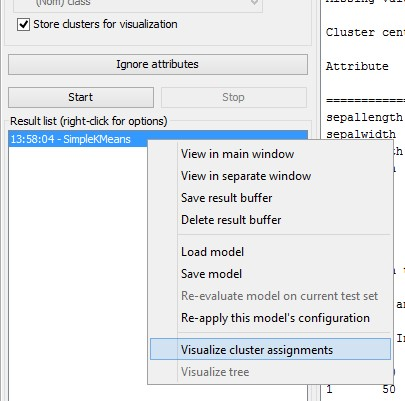 (Nom) class
Missing value
Store clusters for visualization
Cluster cent
Ignore attributes
Attribute
Start
Stop
============
Result list (right-click for options)
sepallength
13:58:04 - SimpleKMeans
sepalwidth
View in main window
View in separate window
Save result buffer
Delete result buffer
Load model
Save model
Re-evaluate model on current test set
Re-apply this model's configuration
Visualize cluster assignments
Visualize tree
1 50